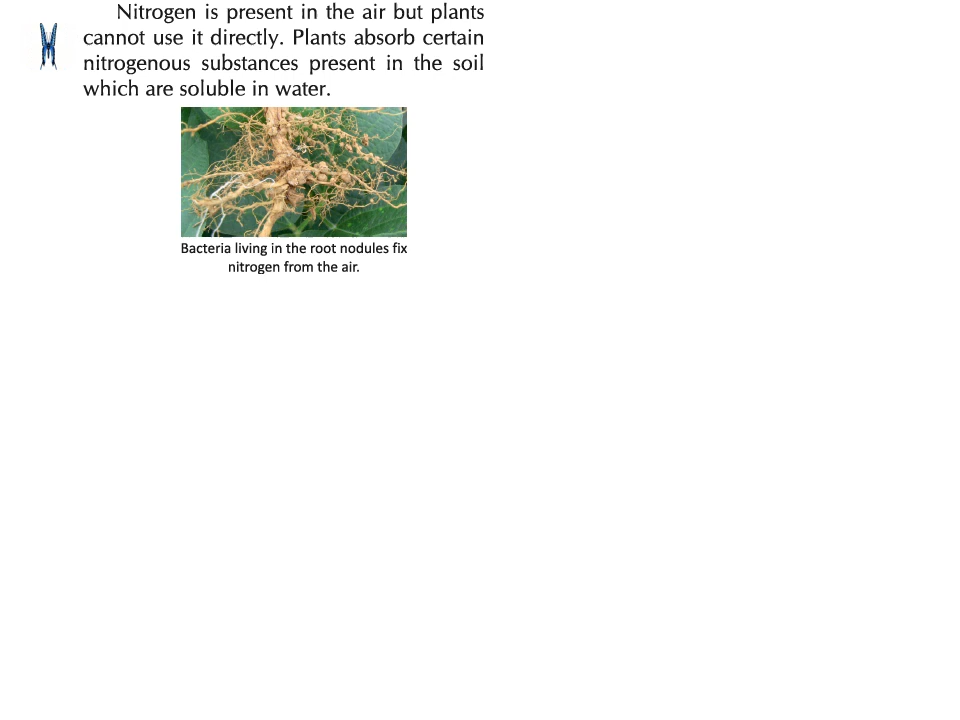 Nitrogen is present in the air but plants
cannot use it directly. Plants absorb certain
nitrogenous substances present in the soil
which are soluble in water.
Bacteria living in the root nodules fix
nitrogen from the air.